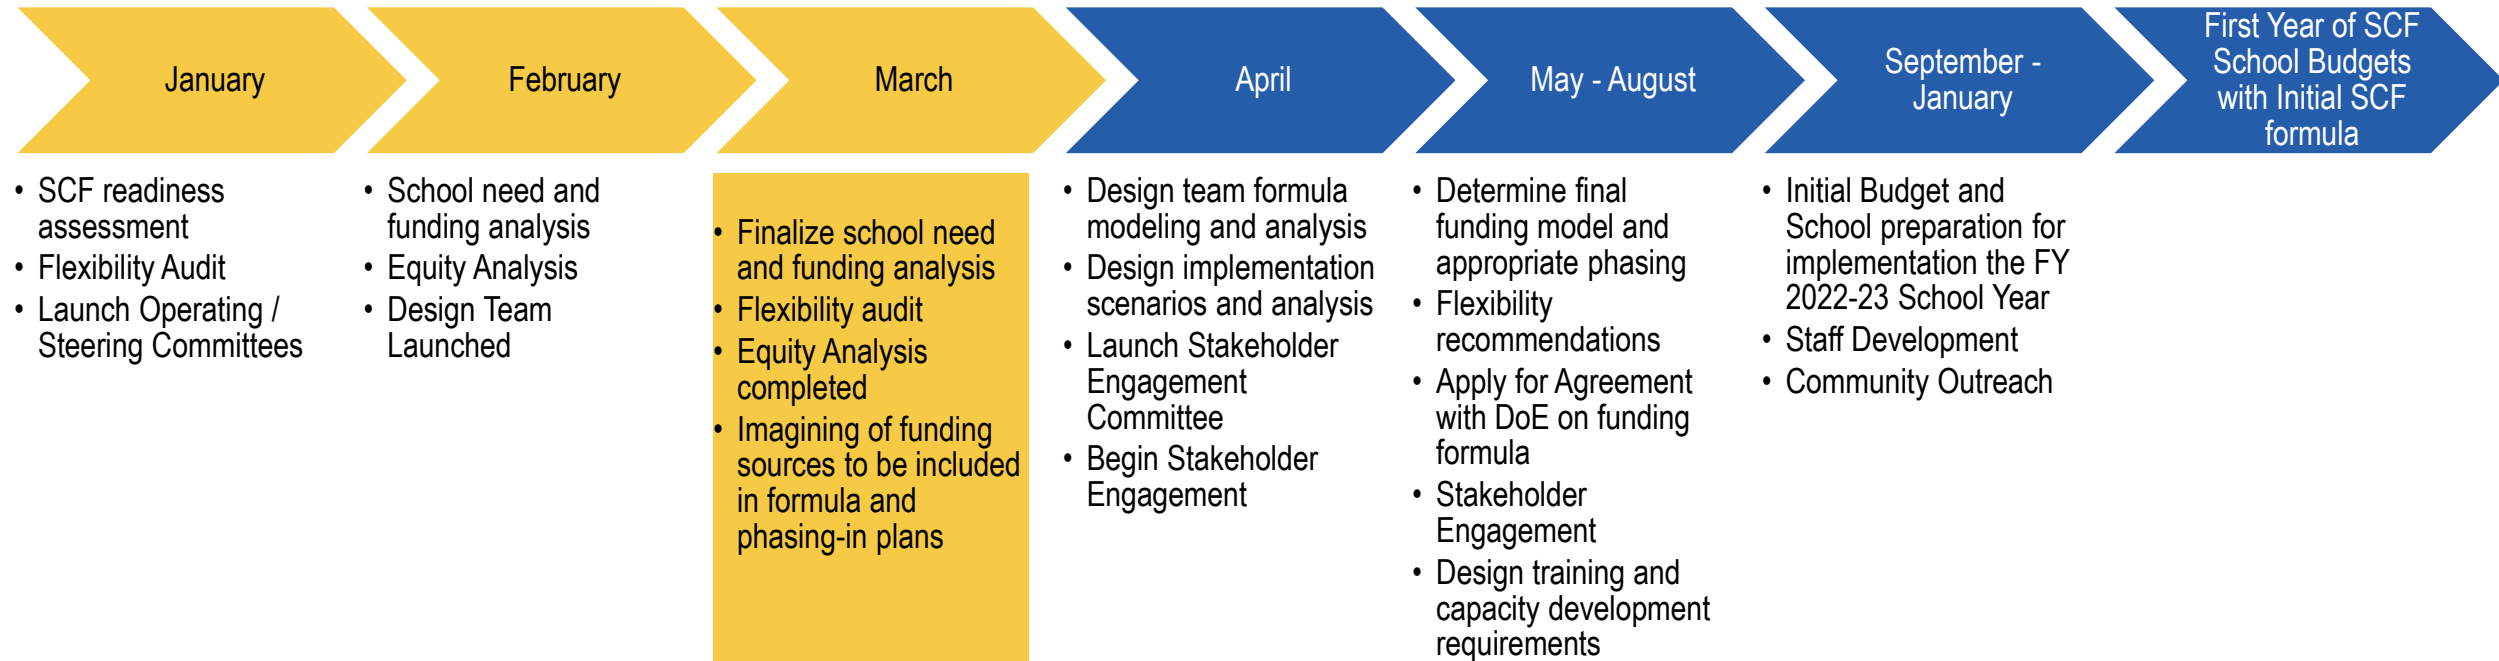 January
February
March
April
May - August
September -
January
First Year of SCF
School Budgets
with Initial SCF
formula
• SCF readiness
assessment
• Flexibility Audit
• Launch Operating /
Steering Committees
• School need and
funding analysis
• Equity Analysis
• Design Team
Launched
• Finalize school need
and funding analysis
• Flexibility audit
• Equity Analysis
completed
• Imagining of funding
sources to be included
in formula and
phasing-in plans
• Design team formula
modeling and analysis
• Design implementation
scenarios and analysis
• Launch Stakeholder
Engagement
Committee
• Begin Stakeholder
Engagement
• Determine final
funding model and
appropriate phasing
• Flexibility
recommendations
• Apply for Agreement
with DoE on funding
formula
• Stakeholder
Engagement
• Design training and
capacity development
requirements
• Initial Budget and
School preparation for
implementation the FY
2022-23 School Year
• Staff Development
• Community Outreach